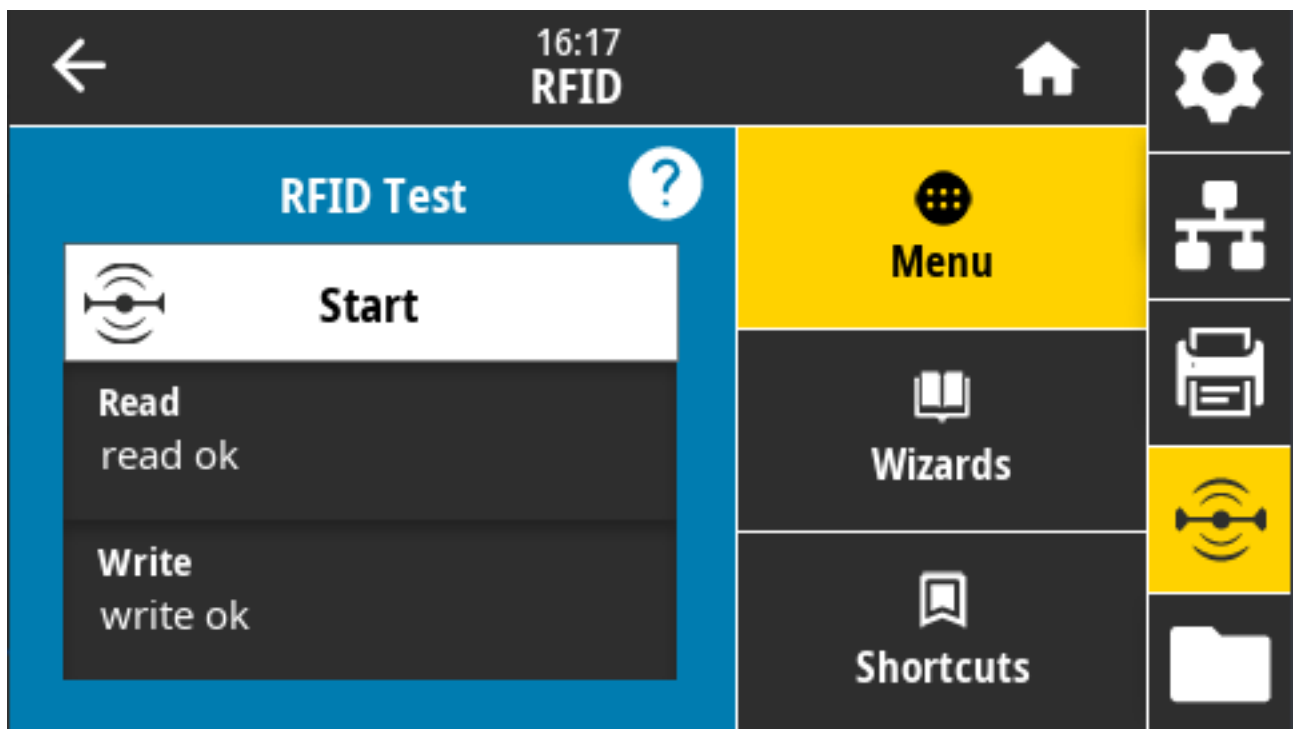 16:17
RFID
RFID Test
?
Start
Read
read ok
Write
write ok
Menu
Wizards
Shortcuts